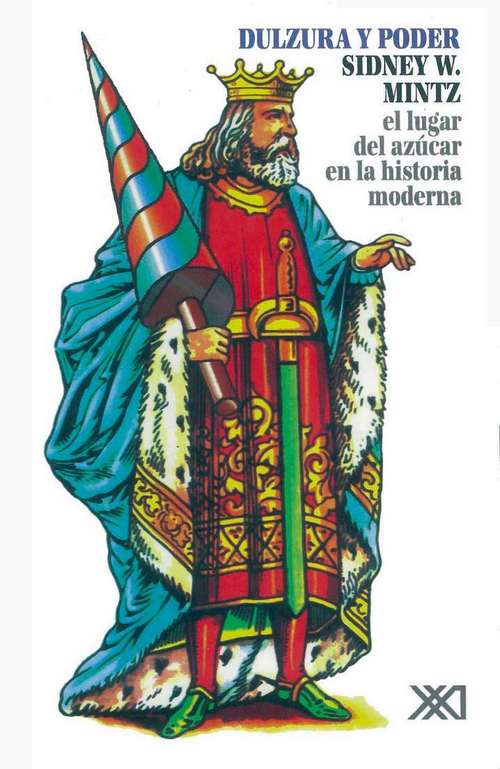 DULZURA Y PODER
SIDNEY W.
MINTZ
el lugar
del azúcar
en la historia
moderna
XXI